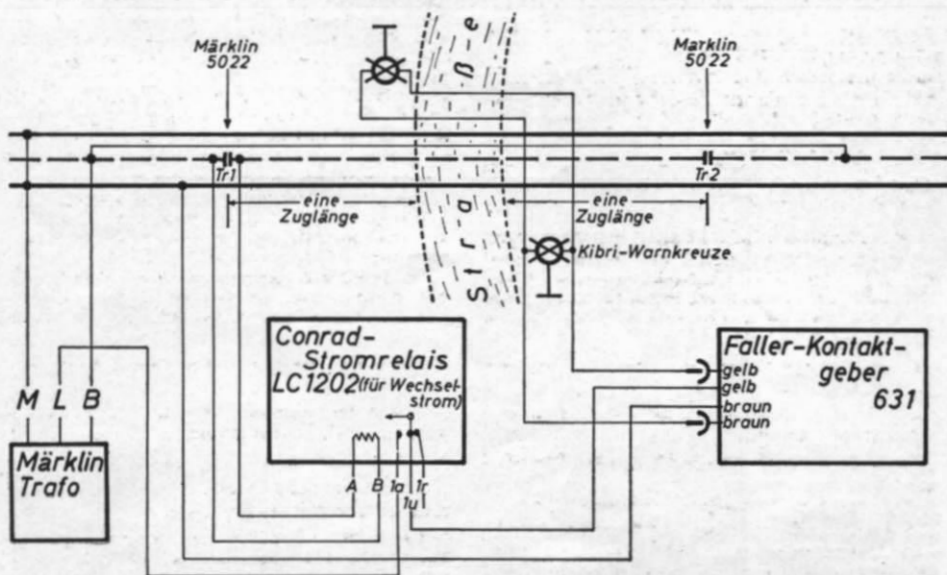 Märklin
5022
Straße
Märklin
5022
Tr1
Tr2
eine
Zuglänge
eine
Zuglänge
Kibri-Warnkreuze
Conrad-
Stromrelais
LC1202 (für Wechsel-
strom)
A B 1a 1r
1u
Faller-Kontakt-
geber
631
gelb
gelb
braun
braun
M L B
Märklin
Trafo